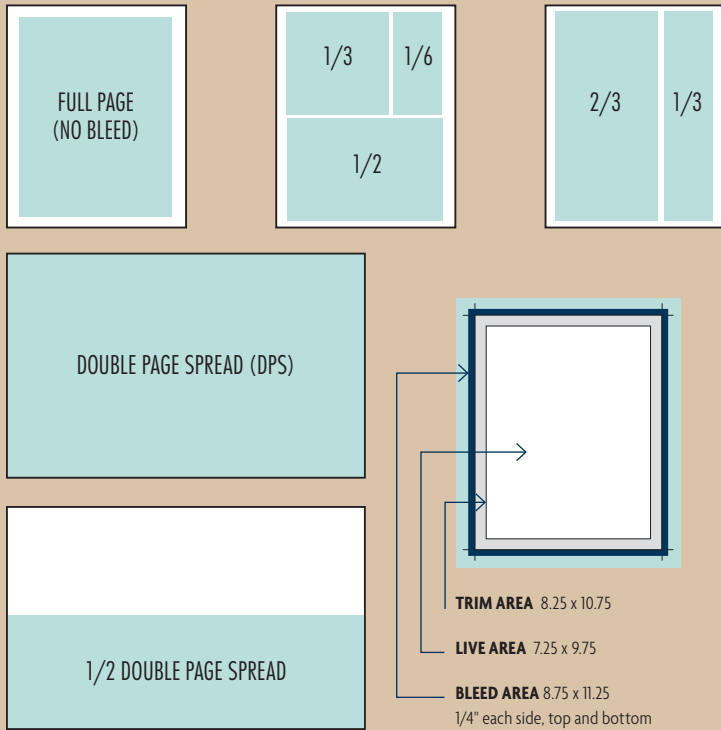 FULL PAGE
(NO BLEED)
1/3
1/6
1/2
2/3
1/3
DOUBLE PAGE SPREAD (DPS)
1/2 DOUBLE PAGE SPREAD
TRIM AREA 8.25 x 10.75
LIVE AREA 7.25 x 9.75
BLEED AREA 8.75 x 11.25
1/4" each side, top and bottom